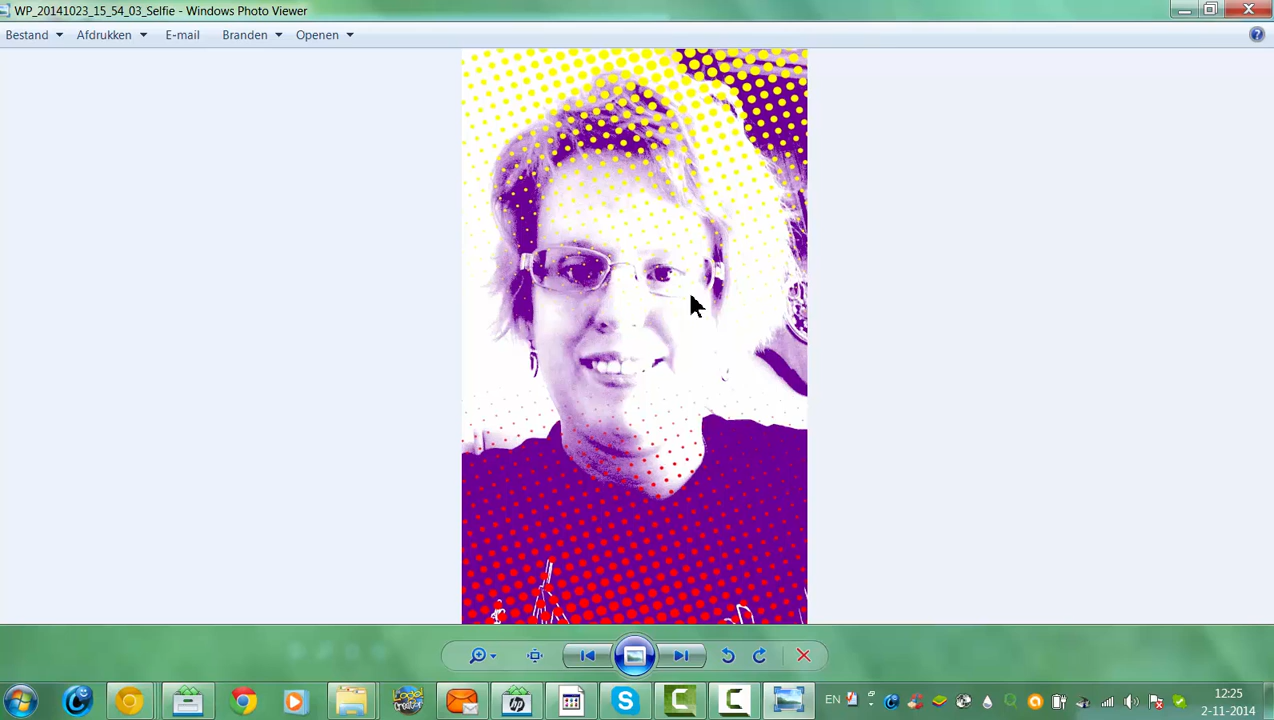 WP_20141023_15_54_03_Selfie - Windows Photo Viewer
Bestand Afdrukken E-mail Branden Openen
EN
12:25
2-11-2014